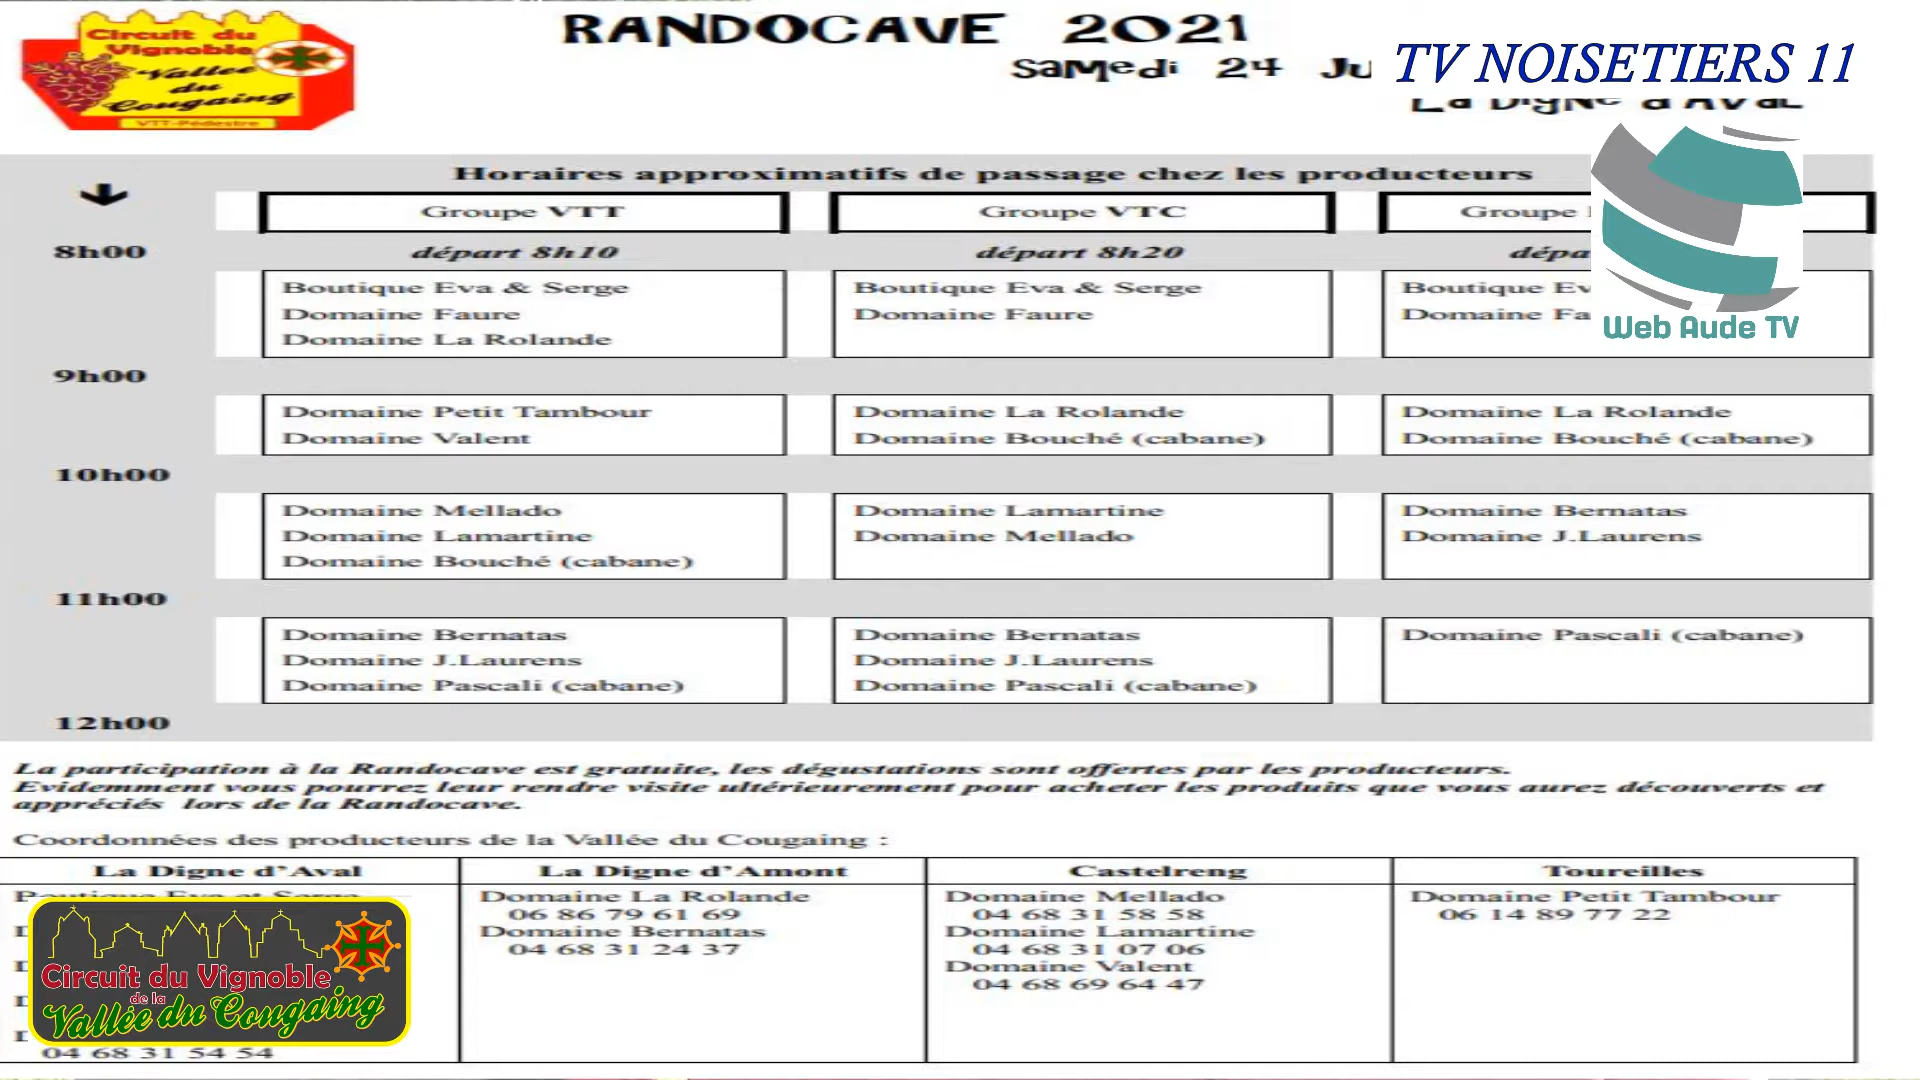 Circuit du
Vignoble
Vallée
du
Cougaing
VTT-Pédestre
RANDOCAVE 2021
Samedi 24
TV NOISETIERS 11
La Digne d'Aval
Horaires approximatifs de passage chez les producteurs
Groupe VTT Groupe VTC Groupe
8h00 départ 8h10 départ 8h20
Boutique Eva & Serge Boutique Eva & Serge Boutique
Domaine Faure Domaine Faure Domaine
Domaine La Rolande
Web Aude TV
9h00
Domaine Petit Tambour Domaine La Rolande Domaine La Rolande
Domaine Valent Domaine Bouché (cabane) Domaine Bouché (cabane)
10h00
Domaine Mellado Domaine Lamartine Domaine Bernatas
Domaine Lamartine Domaine Mellado Domaine J.Laurens
Domaine Bouché (cabane)
11h00
Domaine Bernatas Domaine Bernatas Domaine Pascali (cabane)
Domaine J.Laurens Domaine J.Laurens
Domaine Pascali (cabane) Domaine Pascali (cabane)
12h00
La participation à la Randocave est gratuite, les dégustations sont offertes par les producteurs.
Evidemment vous pourrez leur rendre visite ultérieurement pour acheter les produits que vous aurez découverts et
appréciés lors de la Randocave.
Coordonnées des producteurs de la Vallée du Cougaing :
La Digne d'Aval La Digne d'Amont Castelreng Toureilles
Boutique Eva et Serge Domaine La Rolande Domaine Mellado Domaine Petit Tambour
06 86 79 61 69 04 68 31 58 58 06 14 89 77 22
Domaine Bernatas Domaine Lamartine
04 68 31 24 37 04 68 31 07 06
Domaine Valent
04 68 69 64 47
Circuit du Vignoble
de la
Vallée du Cougaing
04 68 31 54 54